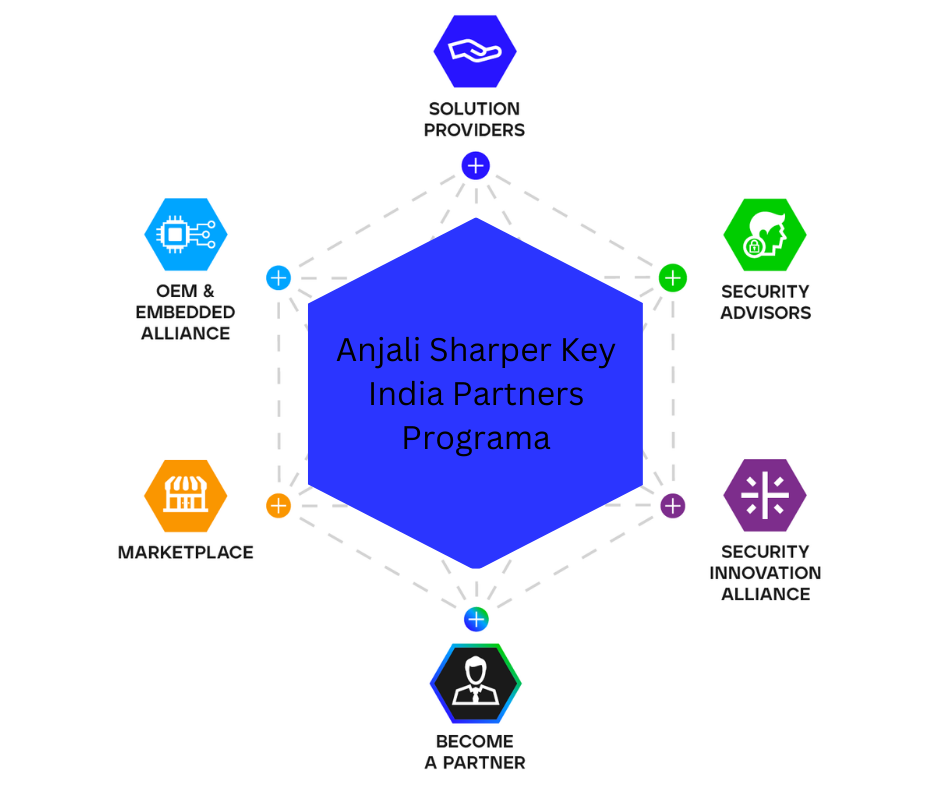 SOLUTION
PROVIDERS
OEM &
EMBEDDED
ALLIANCE
SECURITY
ADVISORS
Anjali Sharper Key
India Partners
Programa
MARKETPLACE
SECURITY
INNOVATION
ALLIANCE
BECOME
A PARTNER